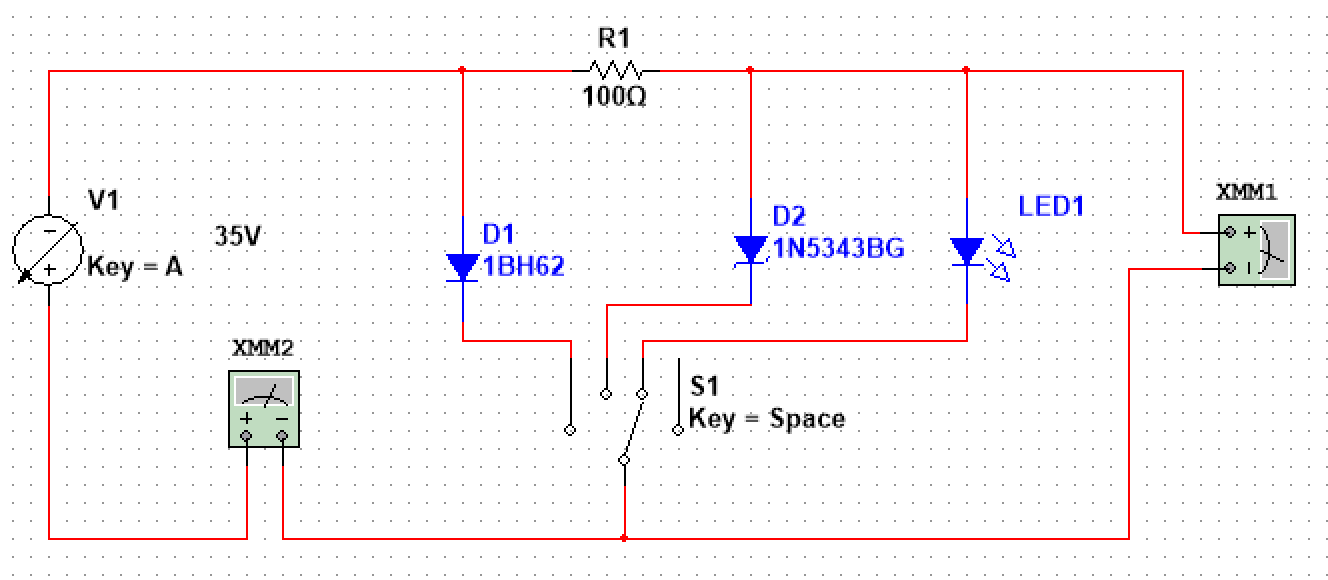 R1
100Ω
V1
Key = A
35V
XMM1
LED1
D1
1BH62
D2
1N5343BG
XMM2
S1
Key = Space